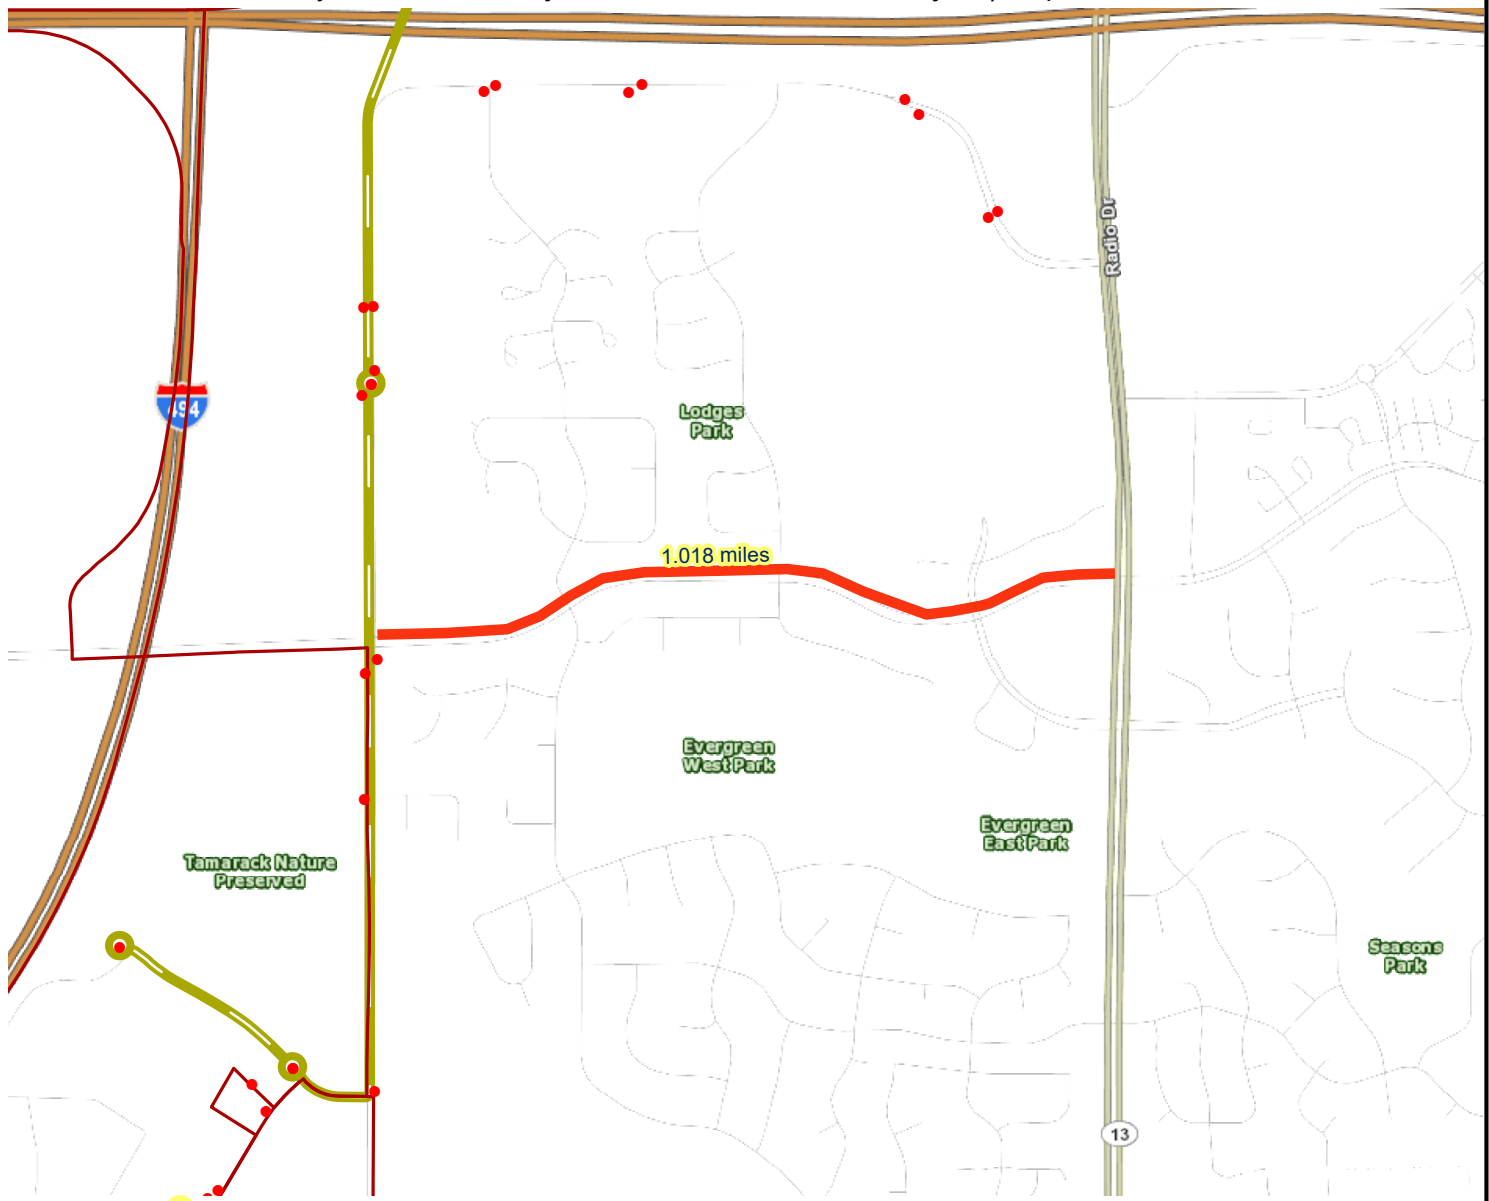 Radio Dr
494
Lodges
Park
1.018 miles
Evergreen
West Park
Evergreen
East Park
Tamarack Nature
Preserved
Seasons
Park
13